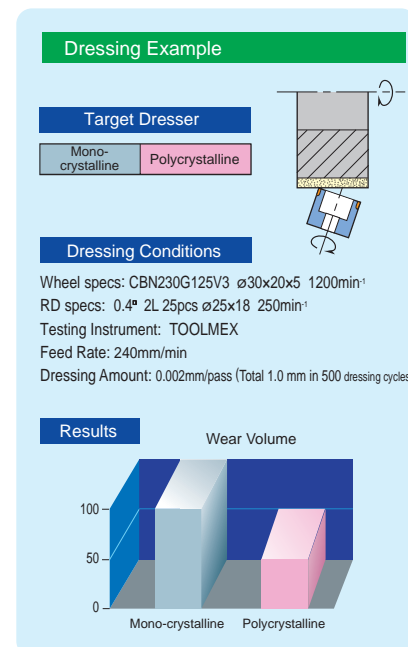 Dressing Example
Target Dresser
Mono-
crystalline
Polycrystalline
Dressing Conditions
Wheel specs: CBN230G125V3 ø30×20×5 1200min-1
RD specs: 0.4 2L 25pcs ø25×18 250min-1
Testing Instrument: TOOLMEX
Feed Rate: 240mm/min
Dressing Amount: 0.002mm/pass (Total 1.0 mm in 500 dressing cycles
Results
Wear Volume
100
50
0
Mono-crystalline
Polycrystalline